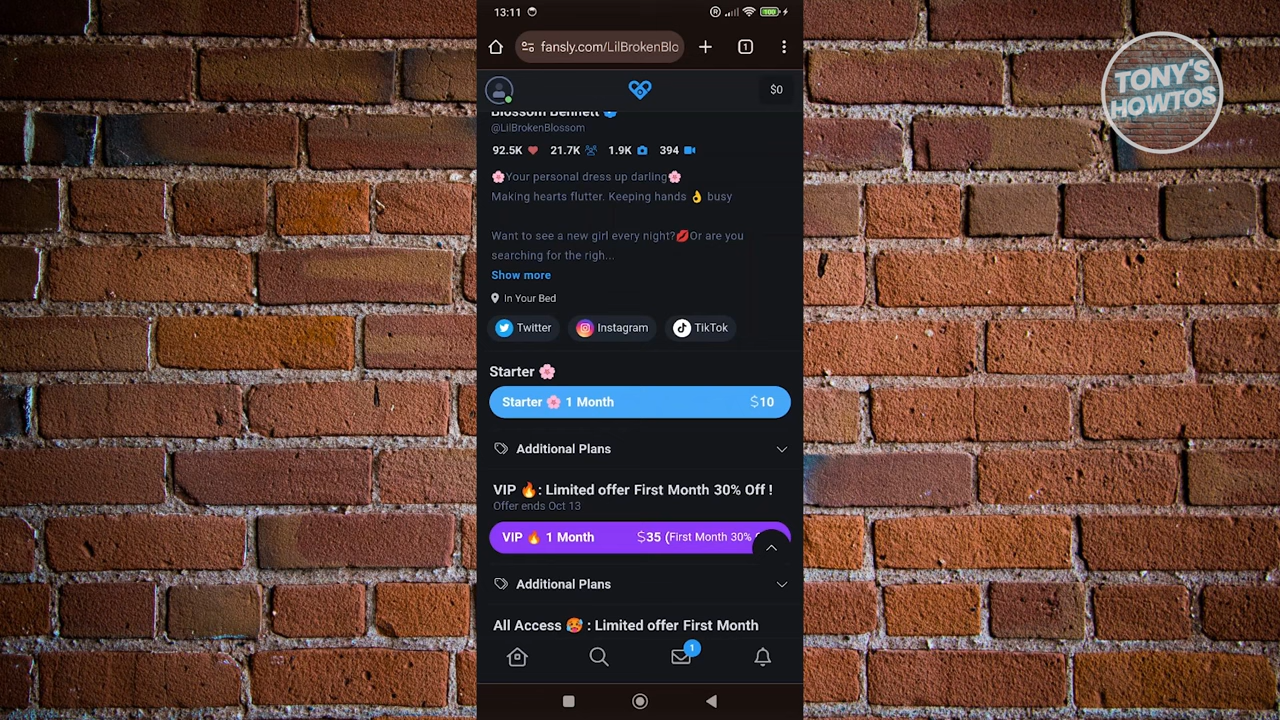 13:11
100
fansly.com/LilBrokenBlo
1
TONY'S
HOWTOS
$0
Blossom Bennett
@LilBrokenBlossom
92.5K 21.7K 1.9K 394
🌸Your personal dress up darling🌸
Making hearts flutter. Keeping hands 👌 busy
Want to see a new girl every night?💋Or are you
searching for the righ...
Show more
In Your Bed
Twitter Instagram TikTok
Starter 🌸
Starter 🌸 1 Month $10
Additional Plans
VIP 🔥: Limited offer First Month 30% Off !
Offer ends Oct 13
VIP 🔥 1 Month $35 (First Month 30%
Additional Plans
All Access 🥵 : Limited offer First Month
1